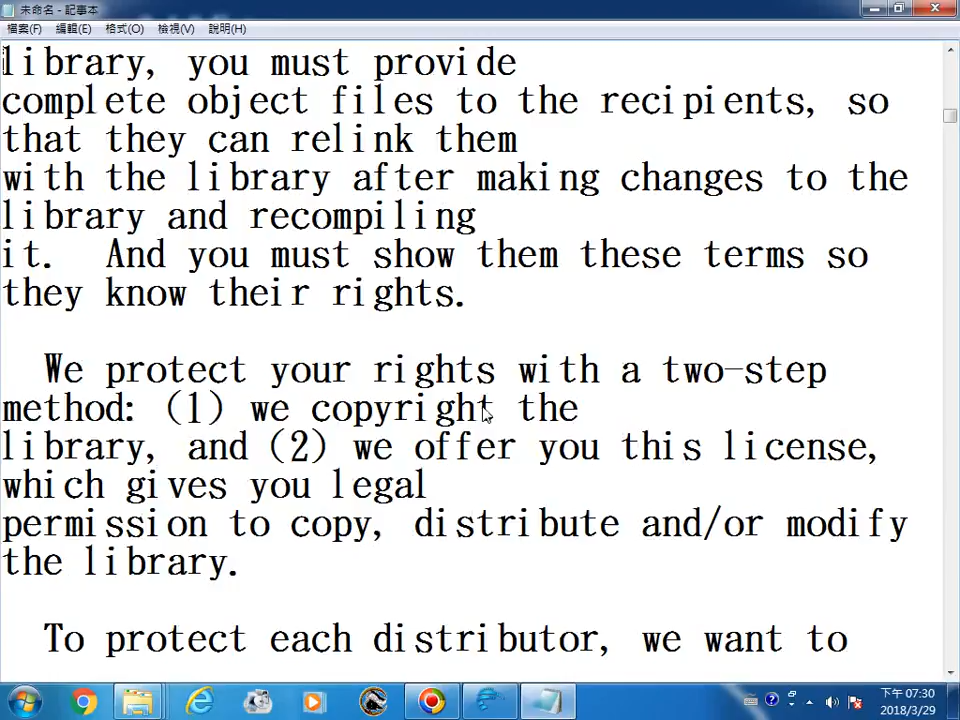 未命名 - 記事本
檔案(F) 編輯(E) 格式(O) 檢視(V) 說明(H)
library, you must provide
complete object files to the recipients, so
that they can relink them
with the library after making changes to the
library and recompiling
it.  And you must show them these terms so
they know their rights.
We protect your rights with a two-step
method: (1) we copyright the
library, and (2) we offer you this license,
which gives you legal
permission to copy, distribute and/or modify
the library.
To protect each distributor, we want to
下午 07:30
2018/3/29